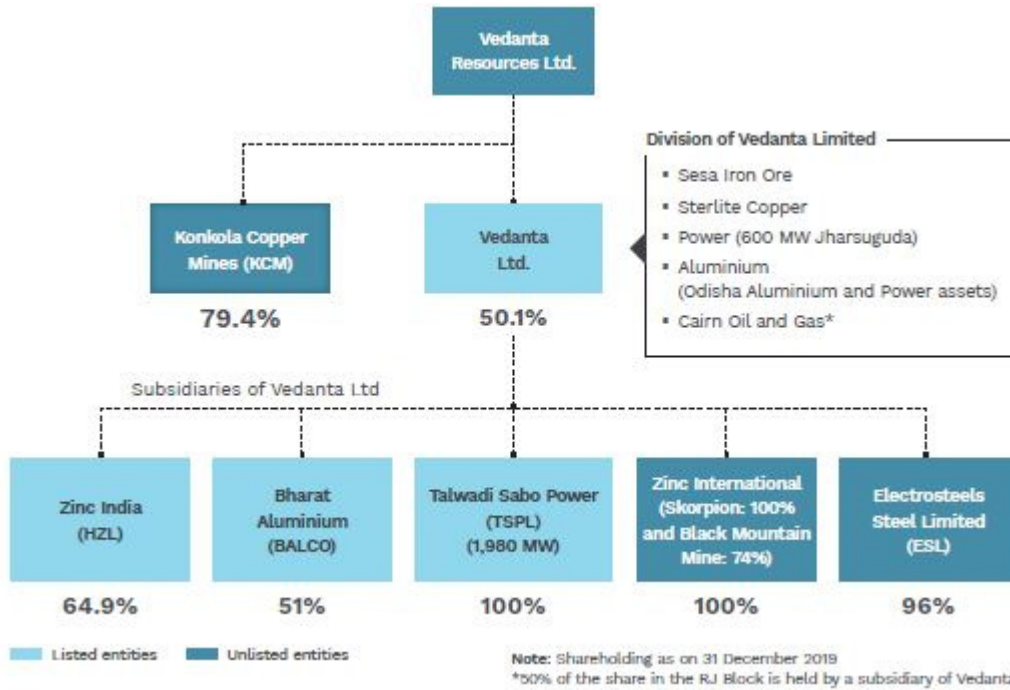 Vedanta
Resources Ltd.
Division of Vedanta Limited
▪ Sesa Iron Ore
▪ Sterlite Copper
▪ Power (600 MW Jharsuguda)
▪ Aluminium
(Odisha Aluminium and Power assets)
▪ Cairn Oil and Gas*
Konkola Copper
Mines (KCM)
79.4%
Vedanta
Ltd.
50.1%
Subsidiaries of Vedanta Ltd
Zinc India
(HZL)
64.9%
Bharat
Aluminium
(BALCO)
51%
Talwadi Sabo Power
(TSPL)
(1,980 MW)
100%
Zinc International
(Skorpion: 100%
and Black Mountain
Mine: 74%)
100%
Electrosteels
Steel Limited
(ESL)
96%
Listed entities
Unlisted entities
Note: Shareholding as on 31 December 2019
*50% of the share in the RJ Block is held by a subsidiary of Vedanta